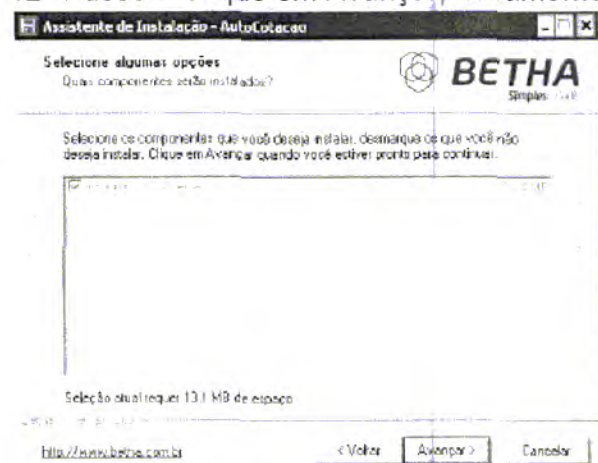 Assistente de Instalação - AutoCotacao
Selecione algumas opções
Quais componentes serão instalados?
BETHA
Simples
Selecione os componentes que você deseja instalar, desmarque os que você não
deseja instalar. Clique em Avançar quando você estiver pronto para continuar.
Seleção atual requer 13,1 MB de espaço
http://www.betha.com.br
< Voltar
Avançar >
Cancelar